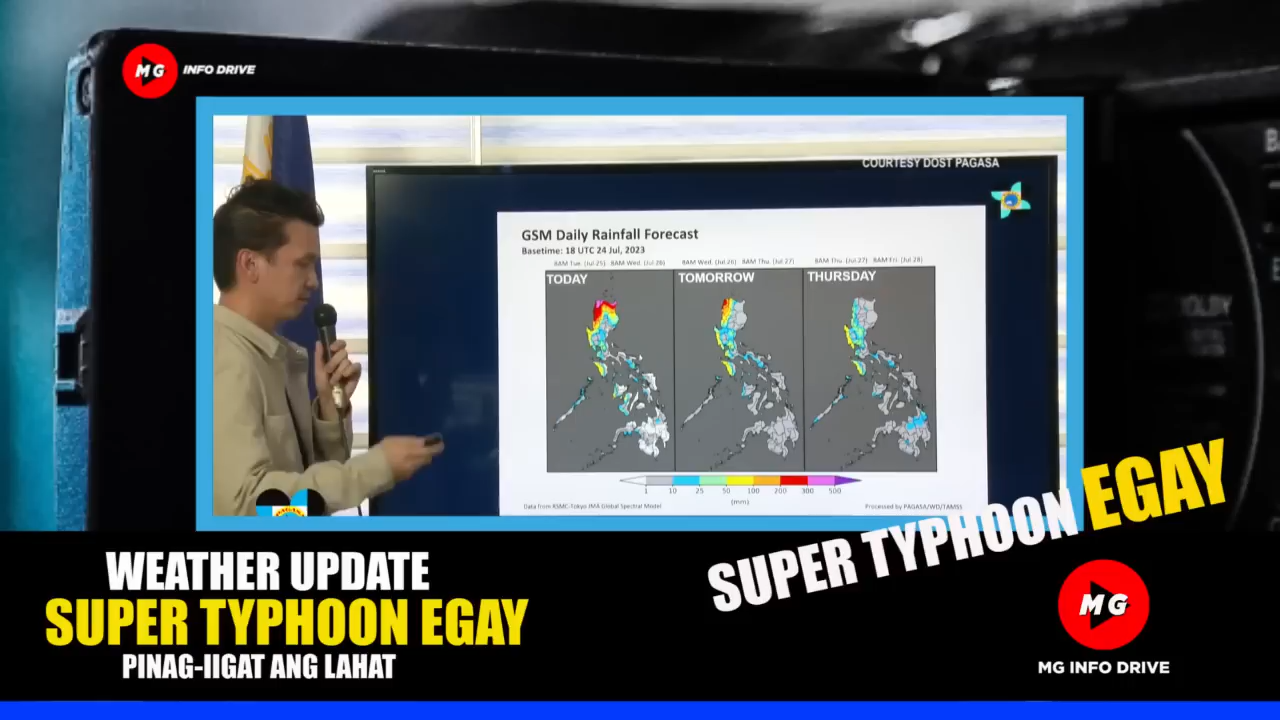 MG INFO DRIVE
COURTESY DOST PAGASA
GSM Daily Rainfall Forecast
Basetime: 18 UTC 24 Jul, 2023
8AM Tue. (Jul 25) 8AM Wed. (Jul 26) 8AM Wed. (Jul 26) 8AM Thu. (Jul 27) 8AM Thu. (Jul 27) 8AM Fri. (Jul 28)
TODAY TOMORROW THURSDAY
1 10 25 50 100 200 300 500
(mm)
Data from RSMC-Tokyo JMA Global Spectral Model Processed by PAGASA/WD/TAMSS
SUPER TYPHOON EGAY
WEATHER UPDATE
SUPER TYPHOON EGAY
PINAG-IIGAT ANG LAHAT
MG
MG INFO DRIVE